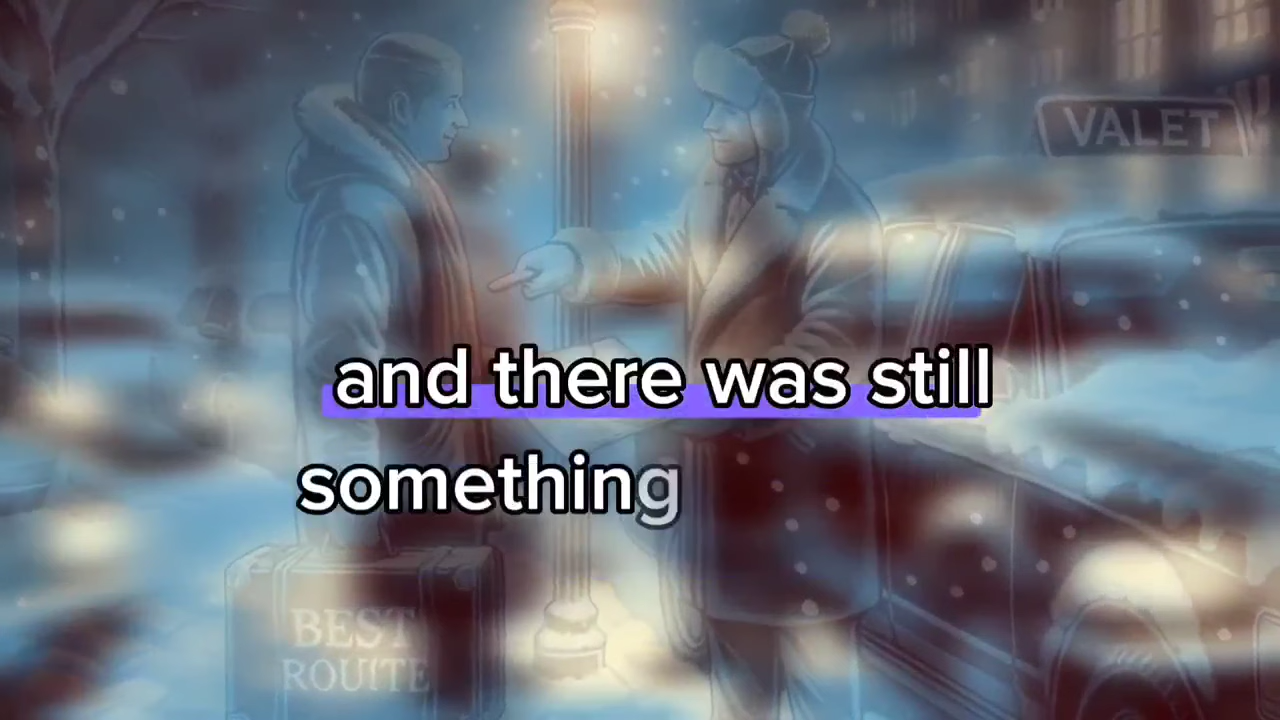 VALET
and there was still
something
BEST
ROUITE